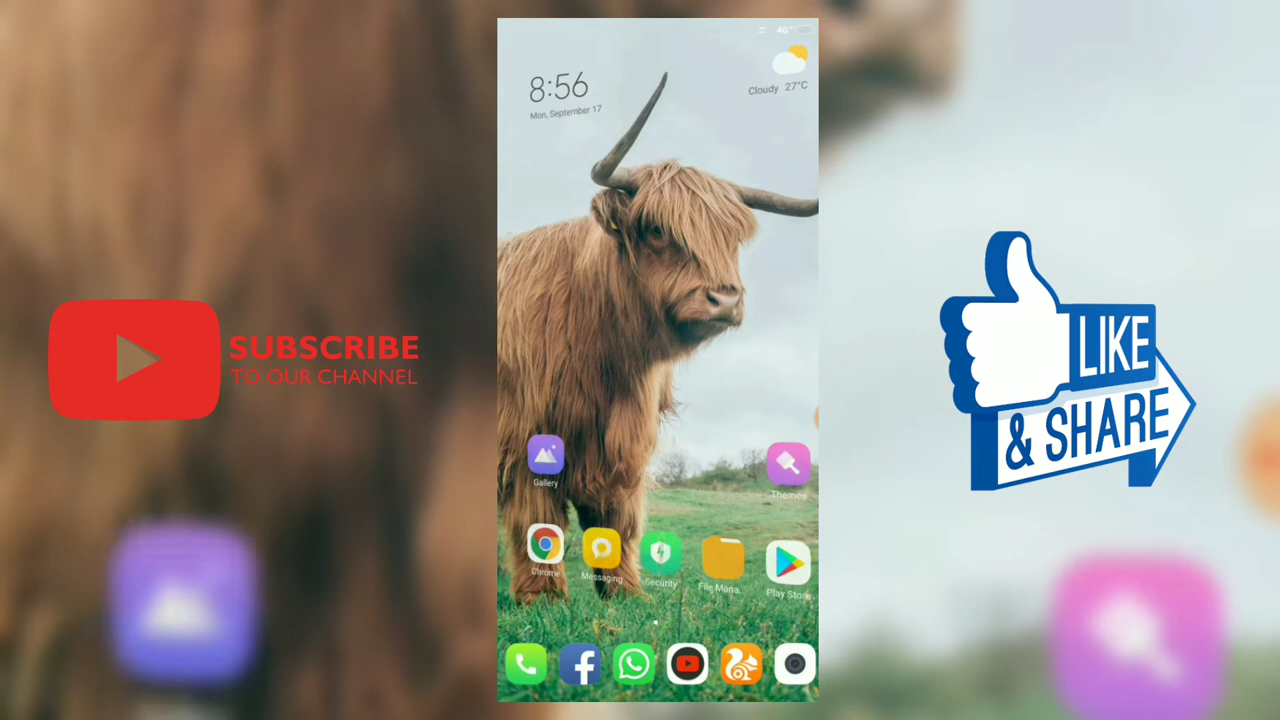 4G
8:56
Mon, September 17
Cloudy 27°C
SUBSCRIBE
TO OUR CHANNEL
LIKE
& SHARE
Gallery
Themes
Chrome
Messaging
Security
File Mana.
Play Store